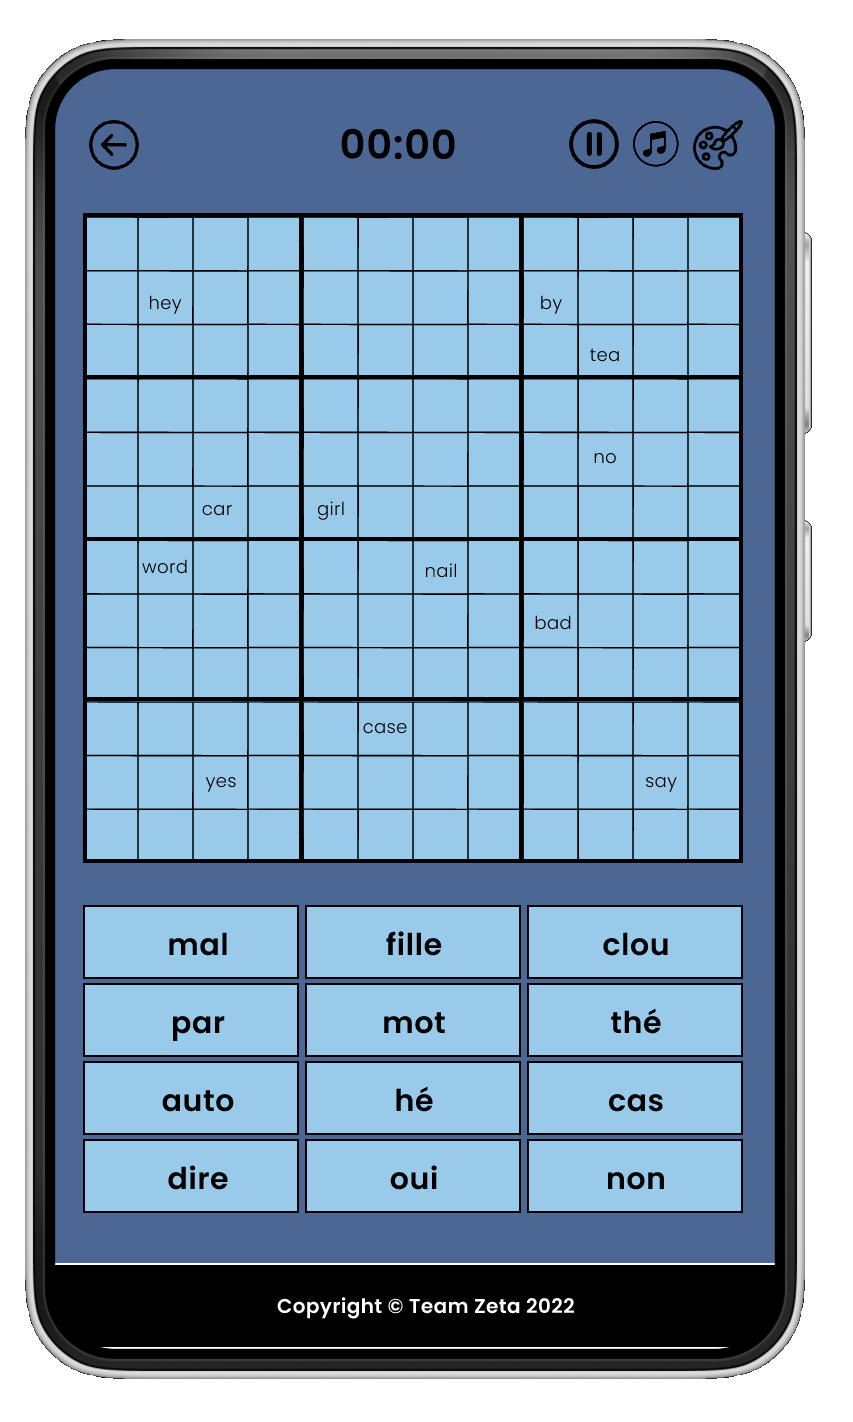 00:00
hey by
tea
no
car girl
word nail
bad
case
yes say
mal fille clou
par mot thé
auto hé cas
dire oui non
Copyright © Team Zeta 2022